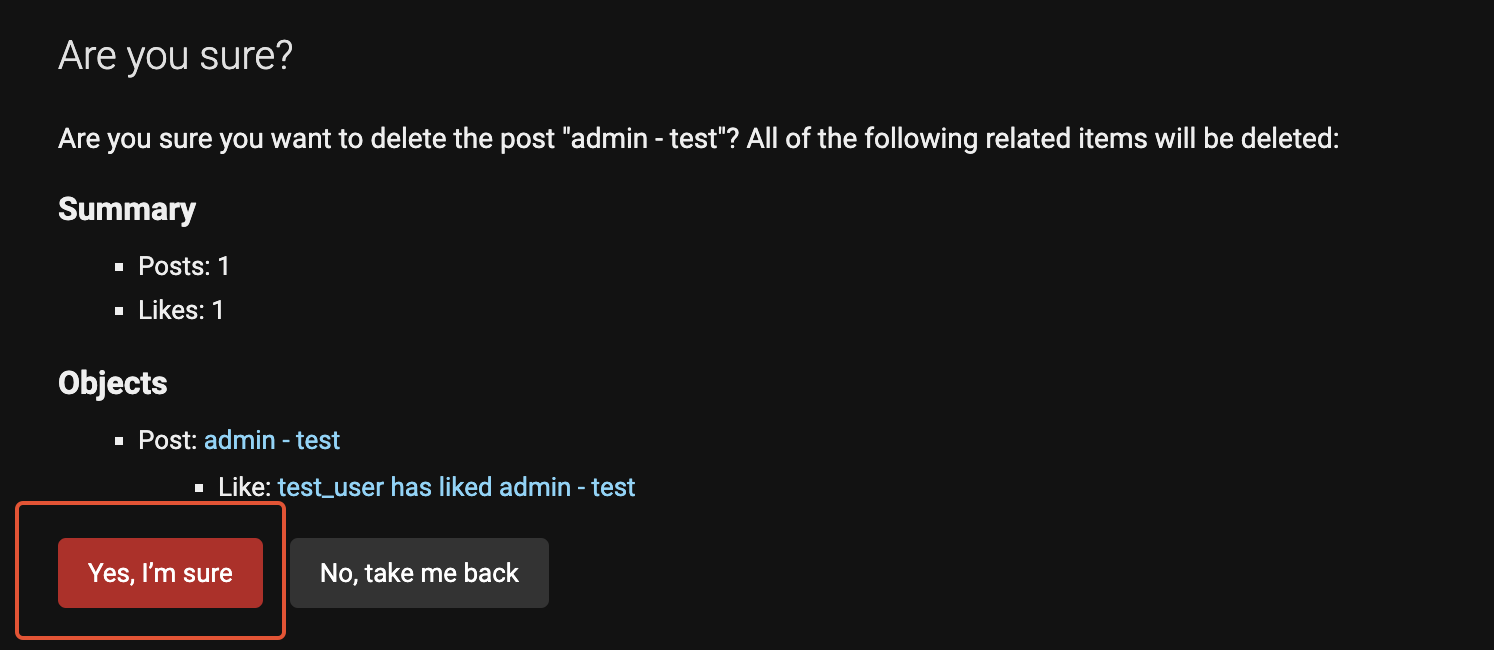 Are you sure?
Are you sure you want to delete the post "admin - test"? All of the following related items will be deleted:
Summary
Posts: 1
Likes: 1
Objects
Post: admin - test
Like: test_user has liked admin - test
Yes, I’m sure
No, take me back